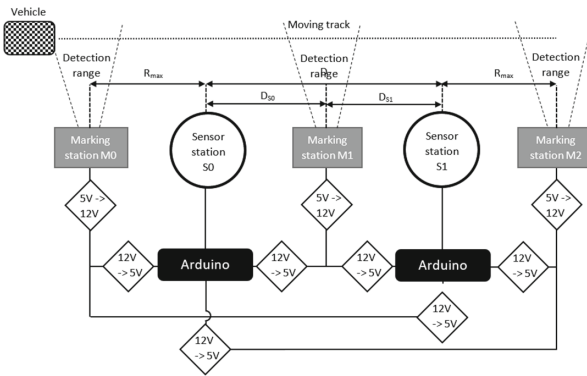 Vehicle
Moving track
Detection
range
Detection
range
Detection
range
Rmax
D
Rmax
DS0
DS1
Marking
station M0
Sensor
station
S0
Marking
station M1
Sensor
station
S1
Marking
station M2
5V ->
12V
5V ->
12V
5V ->
12V
12V
-> 5V
Arduino
12V
-> 5V
12V
-> 5V
Arduino
12V
-> 5V
12V
-> 5V
12V
-> 5V